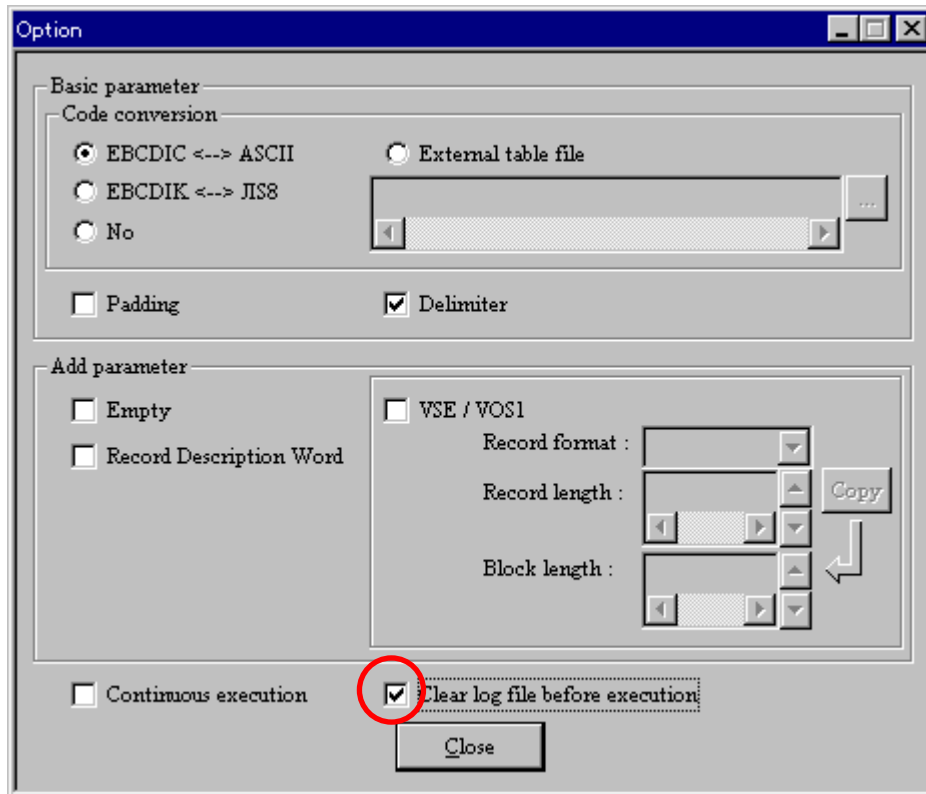 Option
Basic parameter
Code conversion
EBCDIC <--> ASCII
External table file
EBCDIK <--> JIS8
...
No
Padding
Delimiter
Add parameter
Empty
VSE / VOS1
Record Description Word
Record format :
Record length :
Copy
Block length :
Continuous execution
Clear log file before execution
Close